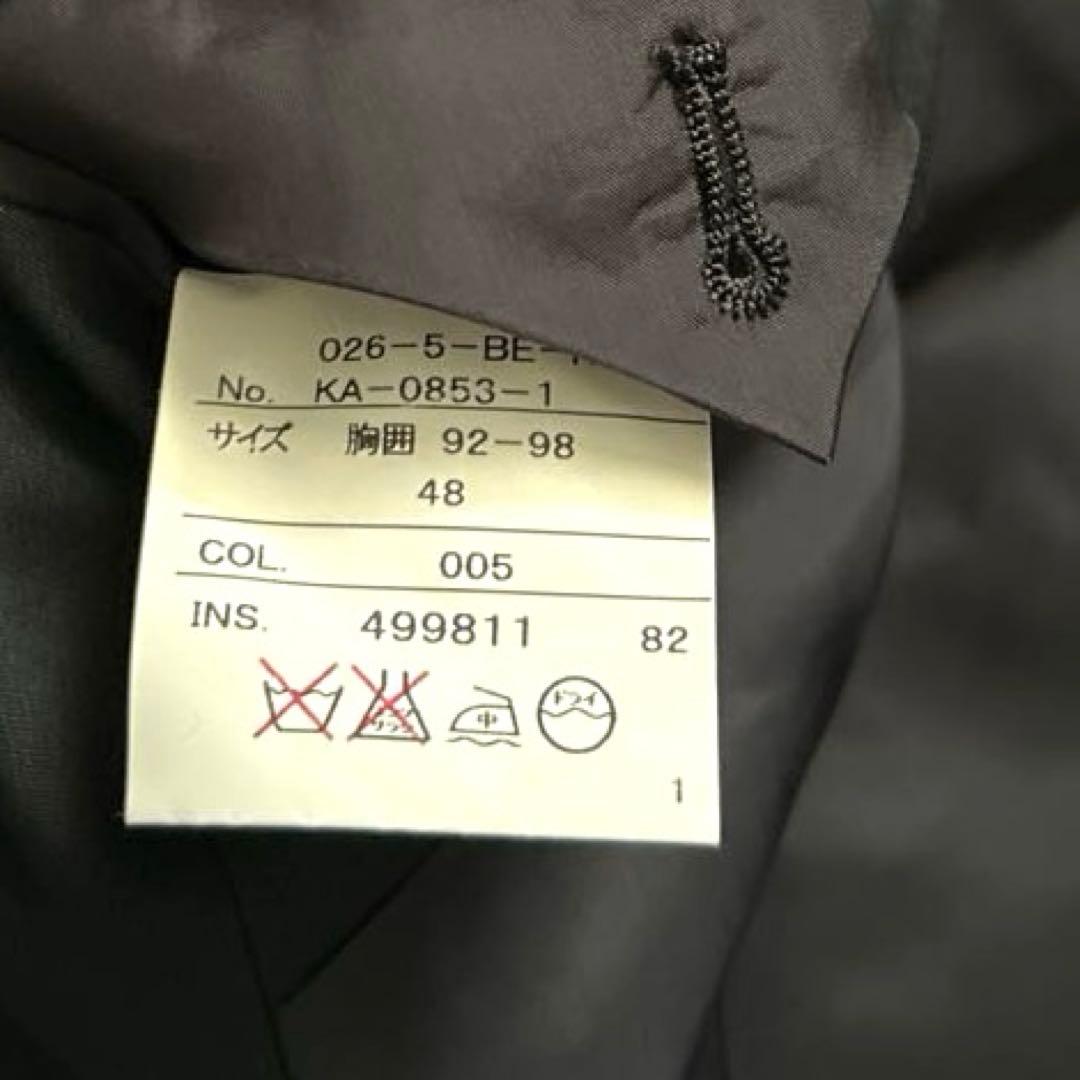 026-5-BE-
No. KA-0853-1
サイズ 胸囲 92-98
48
COL. 005
INS. 499811 82
中 ドライ
1